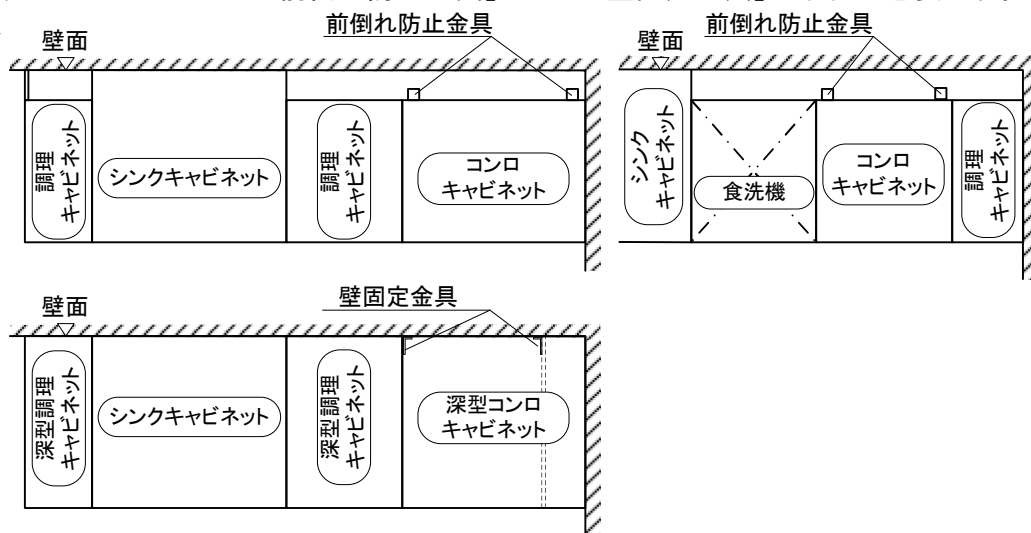 壁面
前倒れ防止金具
調理
キャビネット
シンクキャビネット
調理
キャビネット
コンロ
キャビネット
壁面
前倒れ防止金具
シンク
キャビネット
食洗機
コンロ
キャビネット
調理
キャビネット
壁面
壁固定金具
深型調理
キャビネット
シンクキャビネット
深型調理
キャビネット
深型コンロ
キャビネット